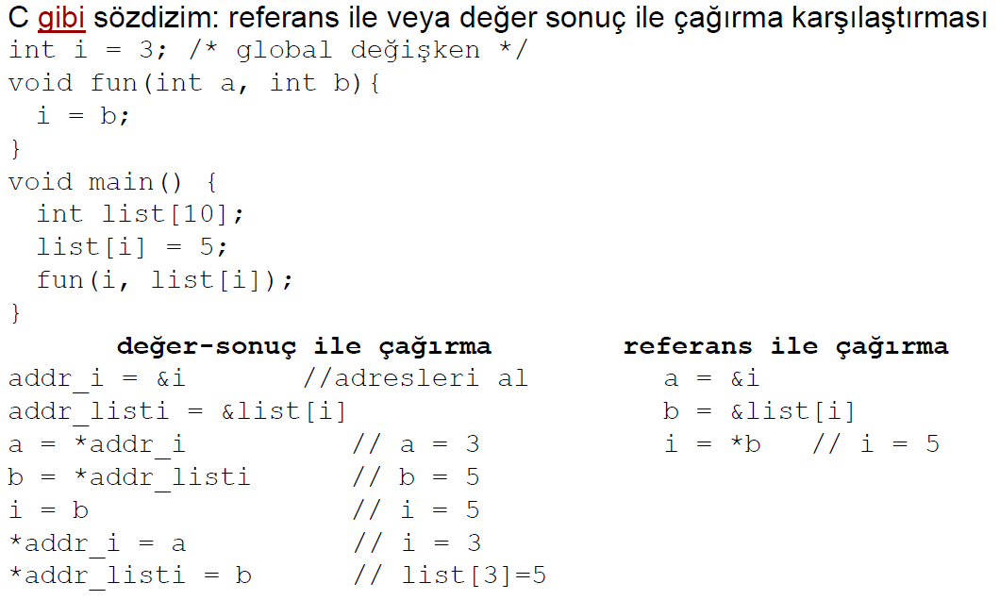 C gibi sözdizim: referans ile veya değer sonuç ile çağırma karşılaştırması
int i = 3; /* global değişken */
void fun(int a, int b){
  i = b;
}
void main() {
  int list[10];
  list[i] = 5;
  fun(i, list[i]);
}
değer-sonuç ile çağırma
addr_i = &i //adresleri al
addr_listi = &list[i]
a = *addr_i // a = 3
b = *addr_listi // b = 5
i = b // i = 5
*addr_i = a // i = 3
*addr_listi = b // list[3]=5
referans ile çağırma
a = &i
b = &list[i]
i = *b // i = 5